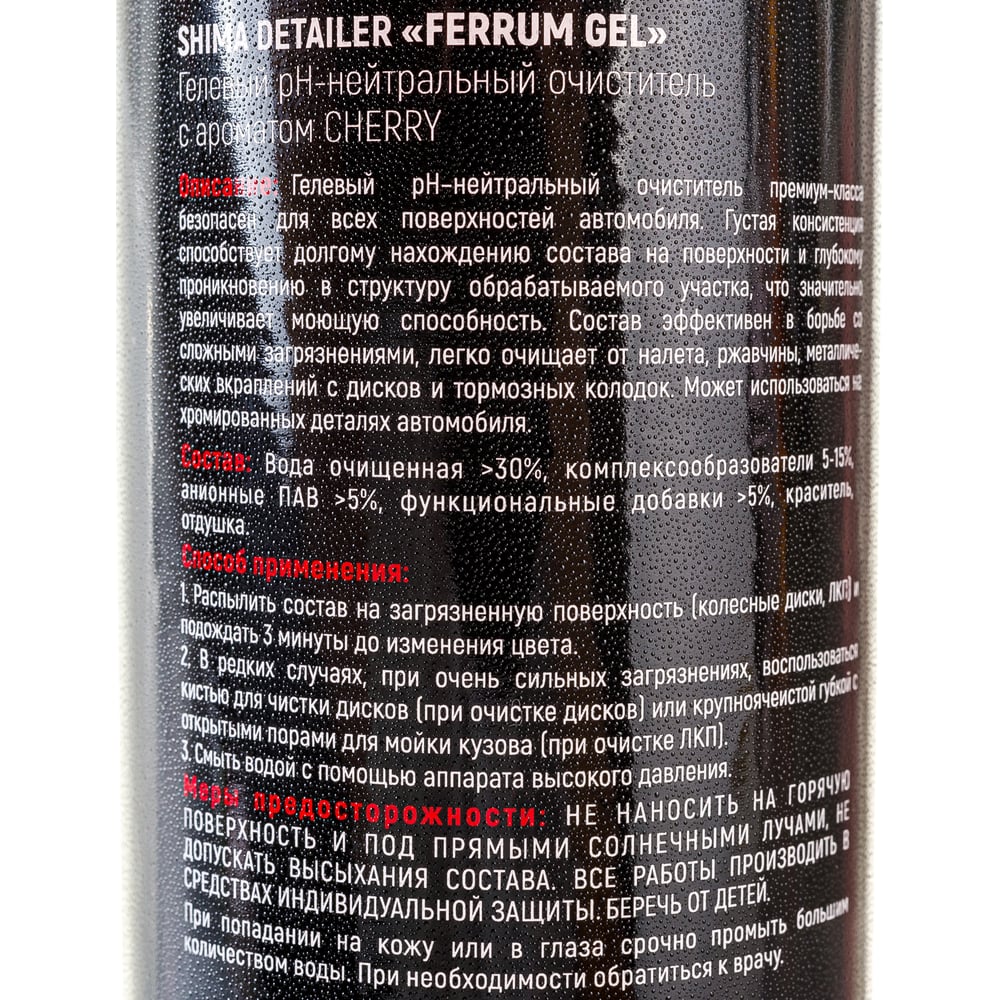 SHIMA DETAILER «FERRUM GEL»
Гелевый pH-нейтральный очиститель
с ароматом CHERRY
Описание: Гелевый pH-нейтральный очиститель премиум-класса
безопасен для всех поверхностей автомобиля. Густая консистенция
способствует долгому нахождению состава на поверхности и глубокому
проникновению в структуру обрабатываемого участка, что значительно
увеличивает моющую способность. Состав эффективен в борьбе со
сложными загрязнениями, легко очищает от налета, ржавчины, металличе-
ских вкраплений с дисков и тормозных колодок. Может использоваться на
хромированных деталях автомобиля.
Состав: Вода очищенная >30%, комплексообразователи 5-15%,
анионные ПАВ >5%, функциональные добавки >5%, краситель,
отдушка.
Способ применения:
1. Распылить состав на загрязненную поверхность (колесные диски, ЛКП) и
подождать 3 минуты до изменения цвета.
2. В редких случаях, при очень сильных загрязнениях, воспользоваться
кистью для чистки дисков (при очистке дисков) или крупноячеистой губкой с
открытыми порами для мойки кузова (при очистке ЛКП).
3. Смыть водой с помощью аппарата высокого давления.
Меры предосторожности: НЕ НАНОСИТЬ НА ГОРЯЧУЮ
ПОВЕРХНОСТЬ И ПОД ПРЯМЫМИ СОЛНЕЧНЫМИ ЛУЧАМИ, НЕ
ДОПУСКАТЬ ВЫСЫХАНИЯ СОСТАВА. ВСЕ РАБОТЫ ПРОИЗВОДИТЬ В
СРЕДСТВАХ ИНДИВИДУАЛЬНОЙ ЗАЩИТЫ. БЕРЕЧЬ ОТ ДЕТЕЙ.
При попадании на кожу или в глаза срочно промыть большим
количеством воды. При необходимости обратиться к врачу.